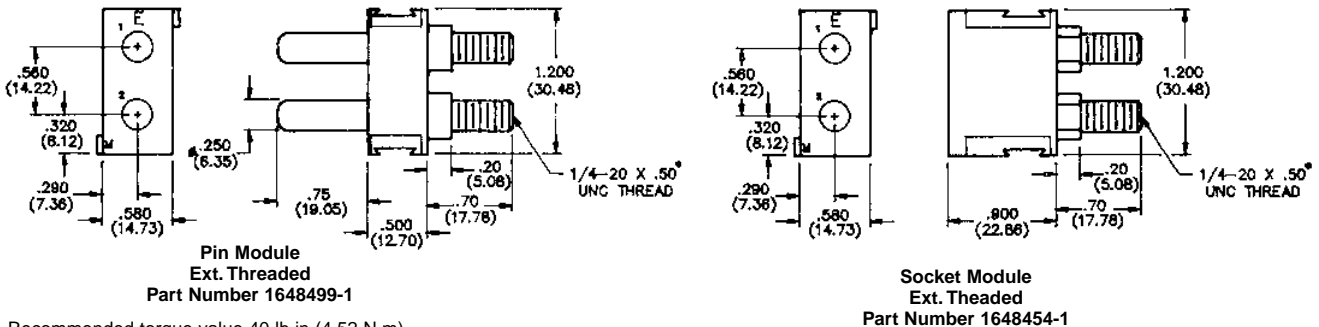 E
1
.560
(14.22)
2
.320
(8.12)
M
.290
(7.36)
.580
(14.73)
.250
(6.35)
.75
(19.05)
.500
(12.70)
.20
(5.08)
.70
(17.78)
1.200
(30.48)
1/4-20 X .50"
UNC THREAD
Pin Module
Ext. Threaded
Part Number 1648499-1
E
1
.560
(14.22)
.320
(8.12)
M
.290
(7.36)
.580
(14.73)
.900
(22.86)
.20
(5.08)
.70
(17.78)
1.200
(30.48)
1/4-20 X .50"
UNC THREAD
Socket Module
Ext. Theaded
Part Number 1648454-1
Recommended torque value 40 lb in (4.52 N m)